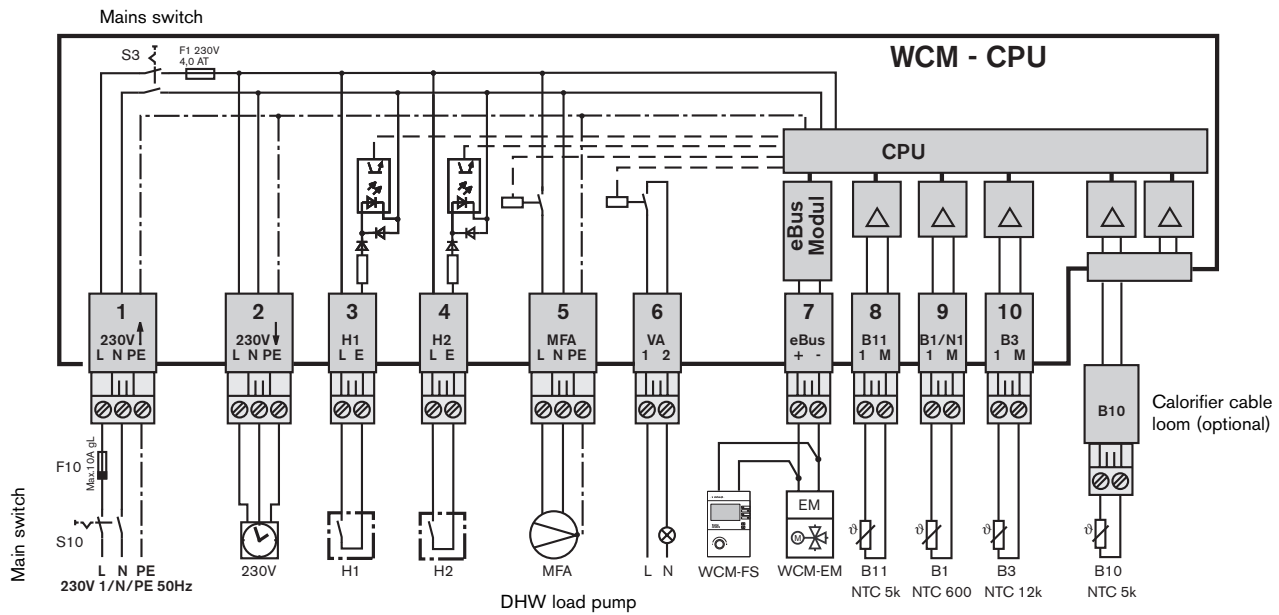 Mains switch
S3
F1 230V
4,0 AT
WCM - CPU
CPU
eBus
Modul
1
230V
L N PE
2
230V
L N PE
3
H1
L E
4
H2
L E
5
MFA
L N PE
6
VA
1 2
7
eBus
+ -
8
B11
1 M
9
B1/N1
1 M
10
B3
1 M
B10
Calorifier cable
loom (optional)
F10
Max.10A gL
Main switch
S10
EM
M
ϑ
ϑ
ϑ
ϑ
L N PE
230V 1/N/PE 50Hz
230V
H1
H2
MFA
L N
WCM-FS
WCM-EM
B11
NTC 5k
B1
NTC 600
B3
NTC 12k
B10
NTC 5k
DHW load pump